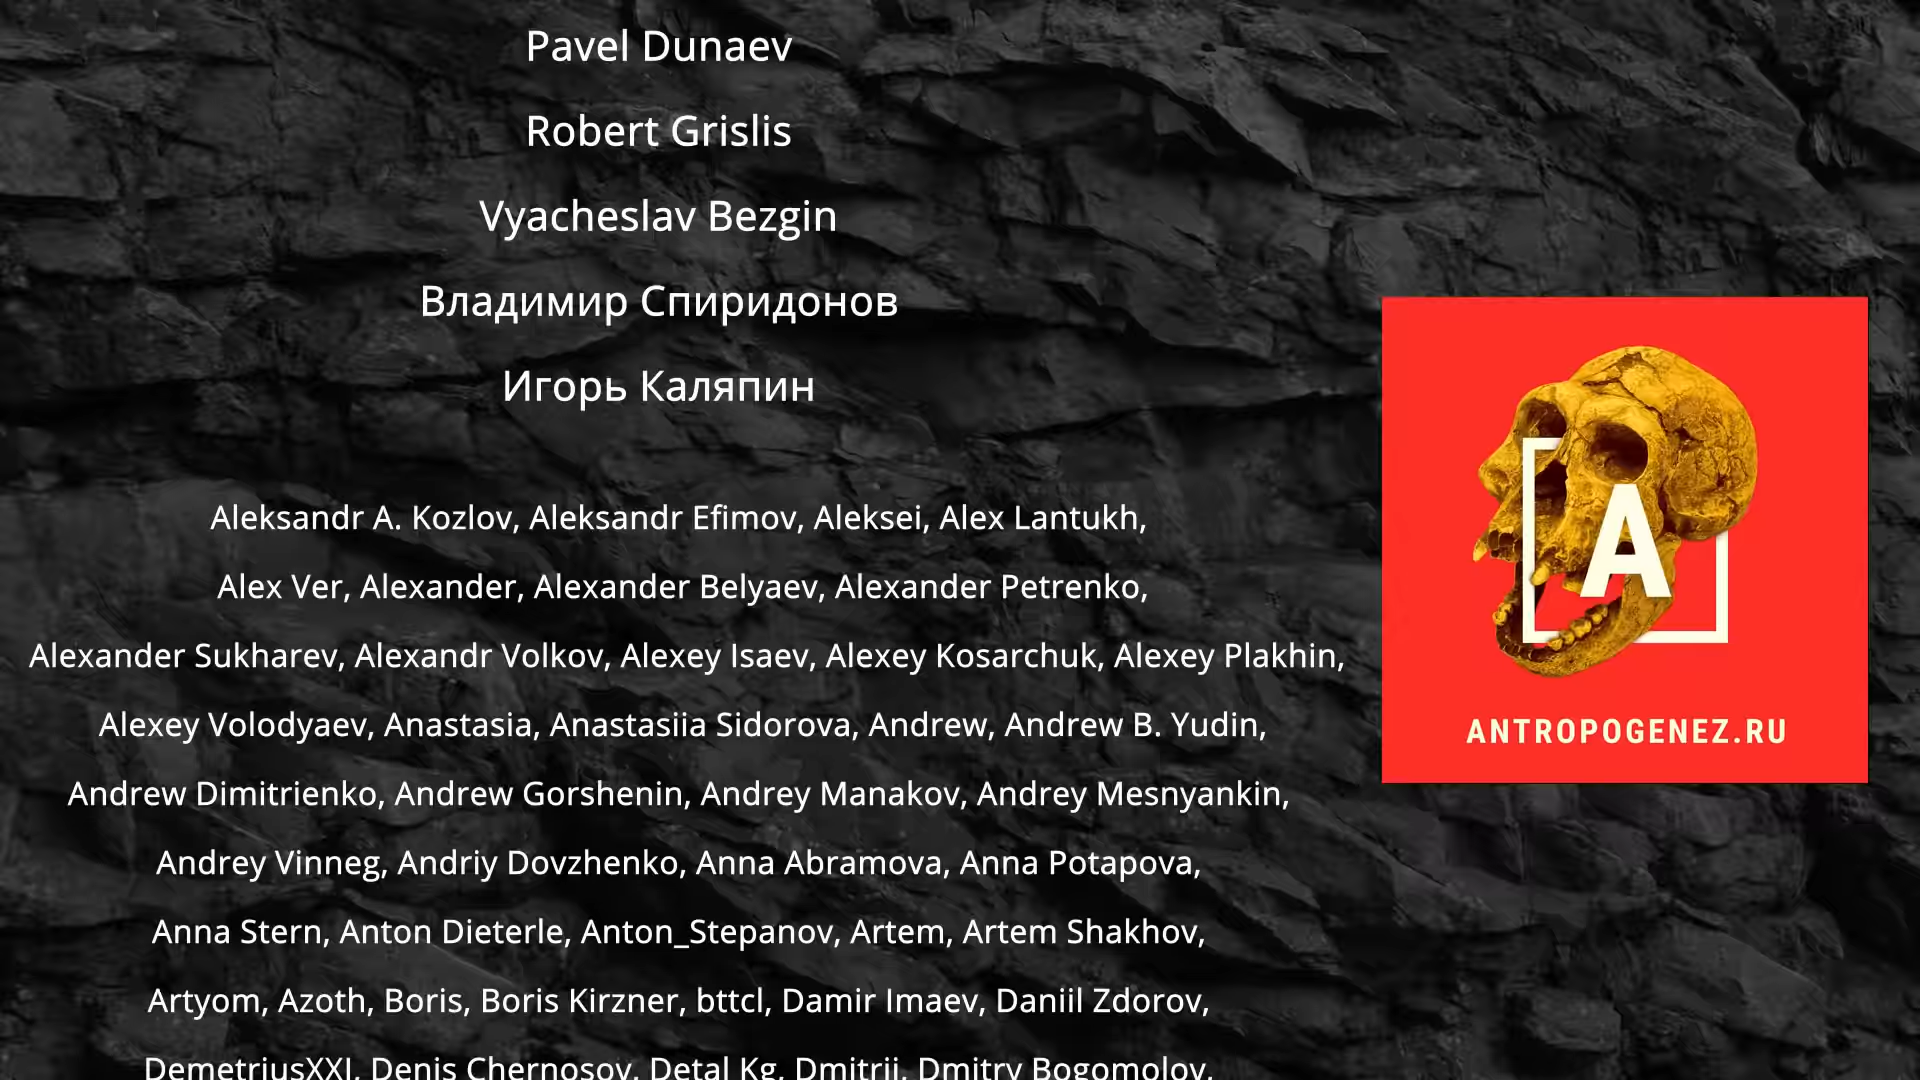 Pavel Dunaev
Robert Grislis
Vyacheslav Bezgin
Владимир Спиридонов
Игорь Каляпин
Aleksandr A. Kozlov, Aleksandr Efimov, Aleksei, Alex Lantukh,
Alex Ver, Alexander, Alexander Belyaev, Alexander Petrenko,
Alexander Sukharev, Alexandr Volkov, Alexey Isaev, Alexey Kosarchuk, Alexey Plakhin,
Alexey Volodyaev, Anastasia, Anastasiia Sidorova, Andrew, Andrew B. Yudin,
Andrew Dimitrienko, Andrew Gorshenin, Andrey Manakov, Andrey Mesnyankin,
Andrey Vinneg, Andriy Dovzhenko, Anna Abramova, Anna Potapova,
Anna Stern, Anton Dieterle, Anton_Stepanov, Artem, Artem Shakhov,
Artyom, Azoth, Boris, Boris Kirzner, bttcl, Damir Imaev, Daniil Zdorov,
DemetriusXXI, Denis Chernosov, Detal Kg, Dmitrii, Dmitry Bogomolov,
A
ANTROPOGENEZ.RU